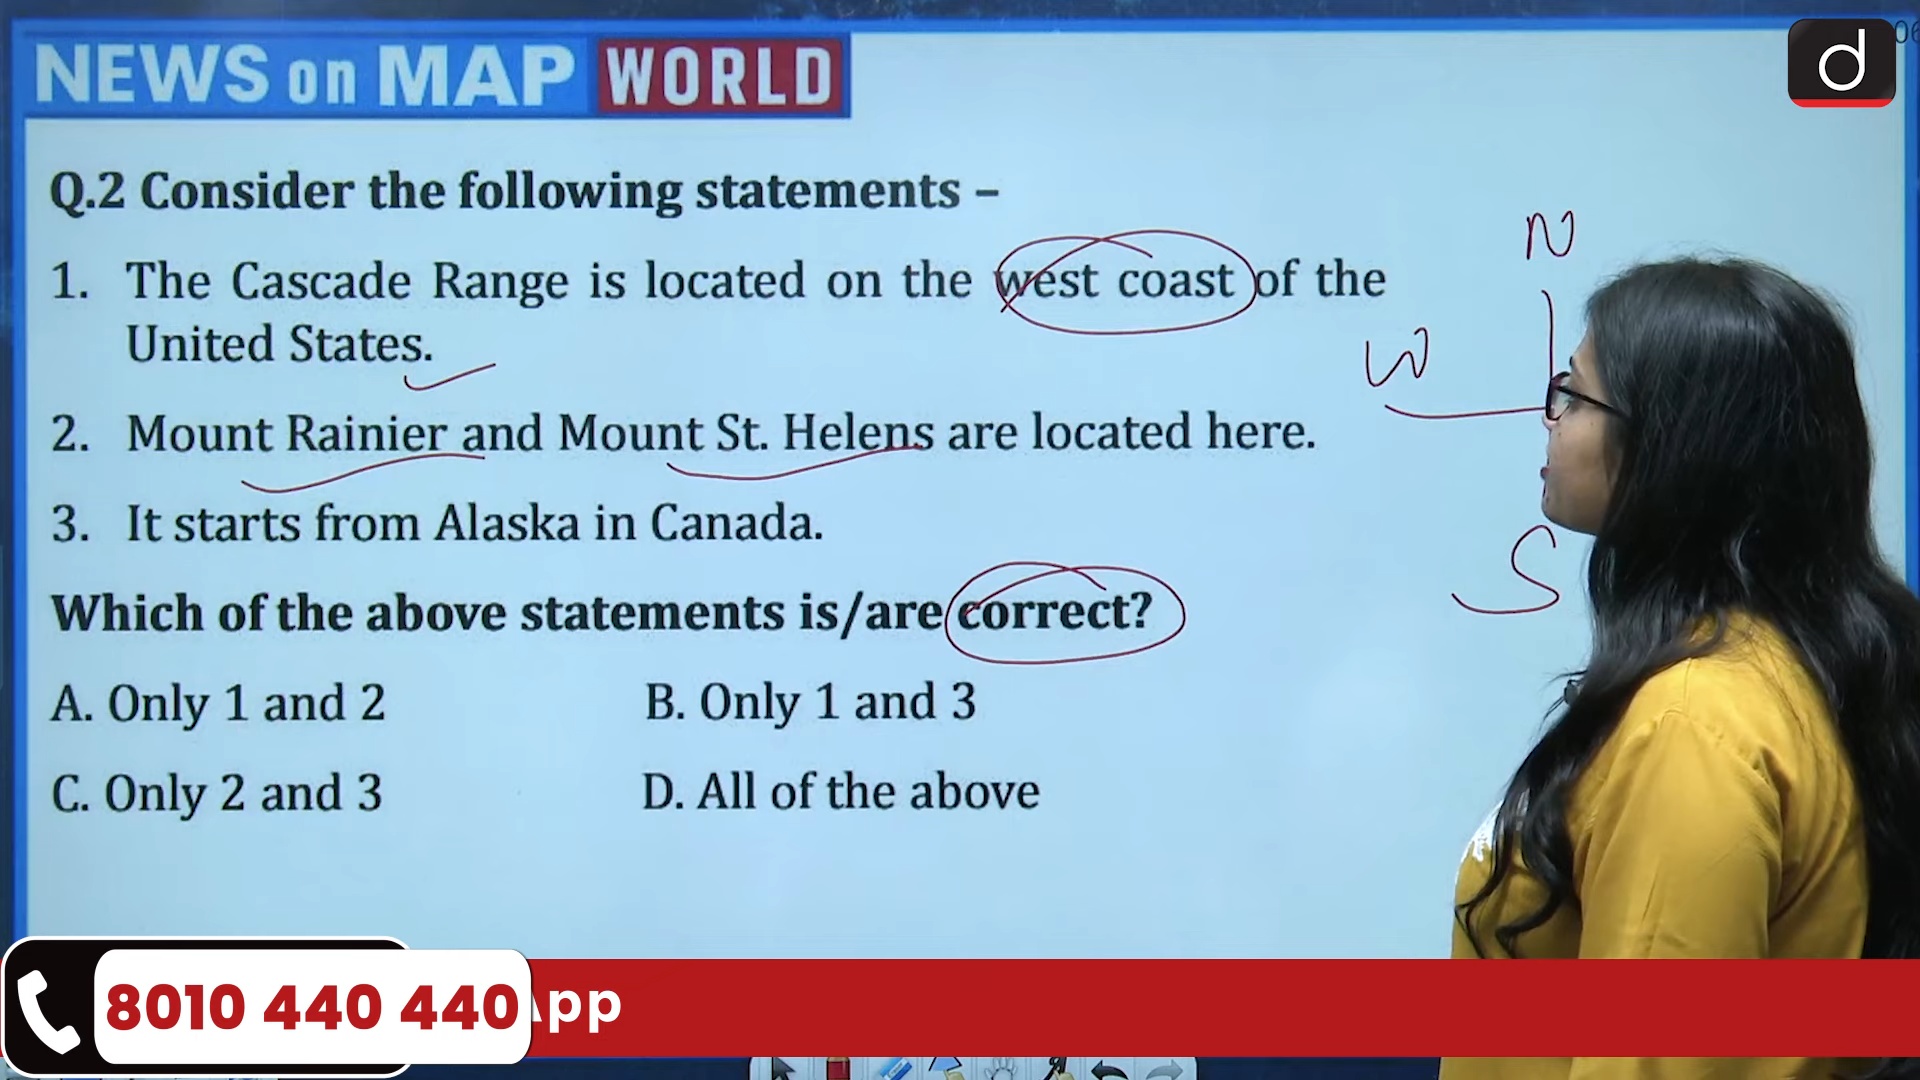 NEWS on MAP WORLD
d
06
Q.2 Consider the following statements –
1. The Cascade Range is located on the west coast of the
United States.
2. Mount Rainier and Mount St. Helens are located here.
3. It starts from Alaska in Canada.
Which of the above statements is/are correct?
A. Only 1 and 2 B. Only 1 and 3
C. Only 2 and 3 D. All of the above
N
W
S
8010 440 440 App